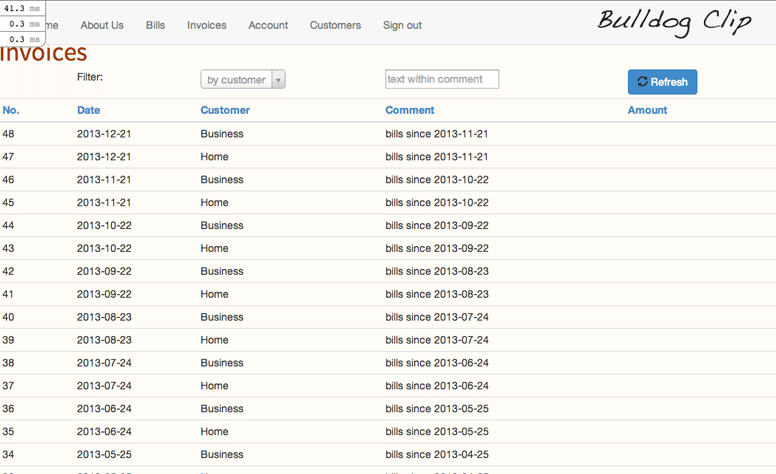 41.3 ms
0.3 ms
0.3 ms
me About Us Bills Invoices Account Customers Sign out
Bulldog Clip
Invoices
Filter: by customer text within comment Refresh
No. Date Customer Comment Amount
48 2013-12-21 Business bills since 2013-11-21
47 2013-12-21 Home bills since 2013-11-21
46 2013-11-21 Business bills since 2013-10-22
45 2013-11-21 Home bills since 2013-10-22
44 2013-10-22 Business bills since 2013-09-22
43 2013-10-22 Home bills since 2013-09-22
42 2013-09-22 Business bills since 2013-08-23
41 2013-09-22 Home bills since 2013-08-23
40 2013-08-23 Business bills since 2013-07-24
39 2013-08-23 Home bills since 2013-07-24
38 2013-07-24 Business bills since 2013-06-24
37 2013-07-24 Home bills since 2013-06-24
36 2013-06-24 Business bills since 2013-05-25
35 2013-06-24 Home bills since 2013-05-25
34 2013-05-25 Business bills since 2013-04-25